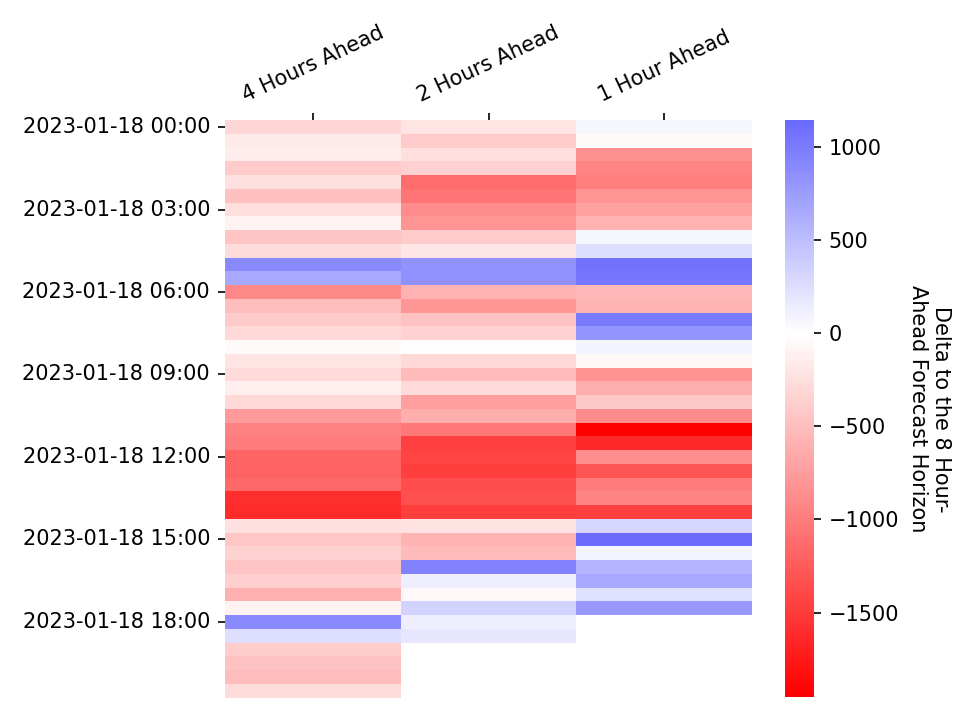 4 Hours Ahead
2 Hours Ahead
1 Hour Ahead
2023-01-18 00:00
2023-01-18 03:00
2023-01-18 06:00
2023-01-18 09:00
2023-01-18 12:00
2023-01-18 15:00
2023-01-18 18:00
1000
500
0
−500
−1000
−1500
Delta to the 8 Hour-
Ahead Forecast Horizon